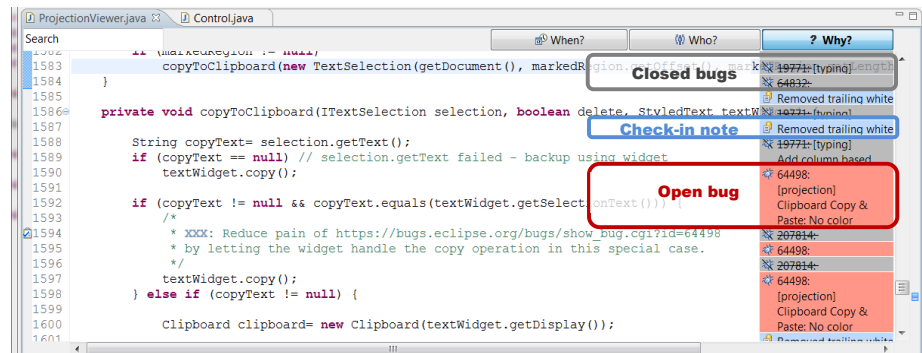 ProjectionViewer.java Control.java
Search When? Who? ? Why?
1582 if (markedRegion != null)
1583 copyToClipboard(new TextSelection(getDocument(), markedRegion.getOffset(), mark
1584 }
1585
1586 private void copyToClipboard(ITextSelection selection, boolean delete, StyledText textW
1587
1588 String copyText= selection.getText();
1589 if (copyText == null) // selection.getText failed - backup using widget
1590 textWidget.copy();
1591
1592 if (copyText != null && copyText.equals(textWidget.getSelectionText())) {
1593 /*
1594 * XXX: Reduce pain of https://bugs.eclipse.org/bugs/show_bug.cgi?id=64498
1595 * by letting the widget handle the copy operation in this special case.
1596 */
1597 textWidget.copy();
1598 } else if (copyText != null) {
1599
1600 Clipboard clipboard= new Clipboard(textWidget.getDisplay());
1601
Closed bugs
Check-in note
Open bug
19771: [typing]
64832:
Removed trailing white
19771: [typing]
Removed trailing white
19771: [typing]
Add column based
64498:
[projection]
Clipboard Copy &
Paste: No color
207814:
64498:
207814:
64498:
[projection]
Clipboard Copy &
Paste: No color
Removed trailing white